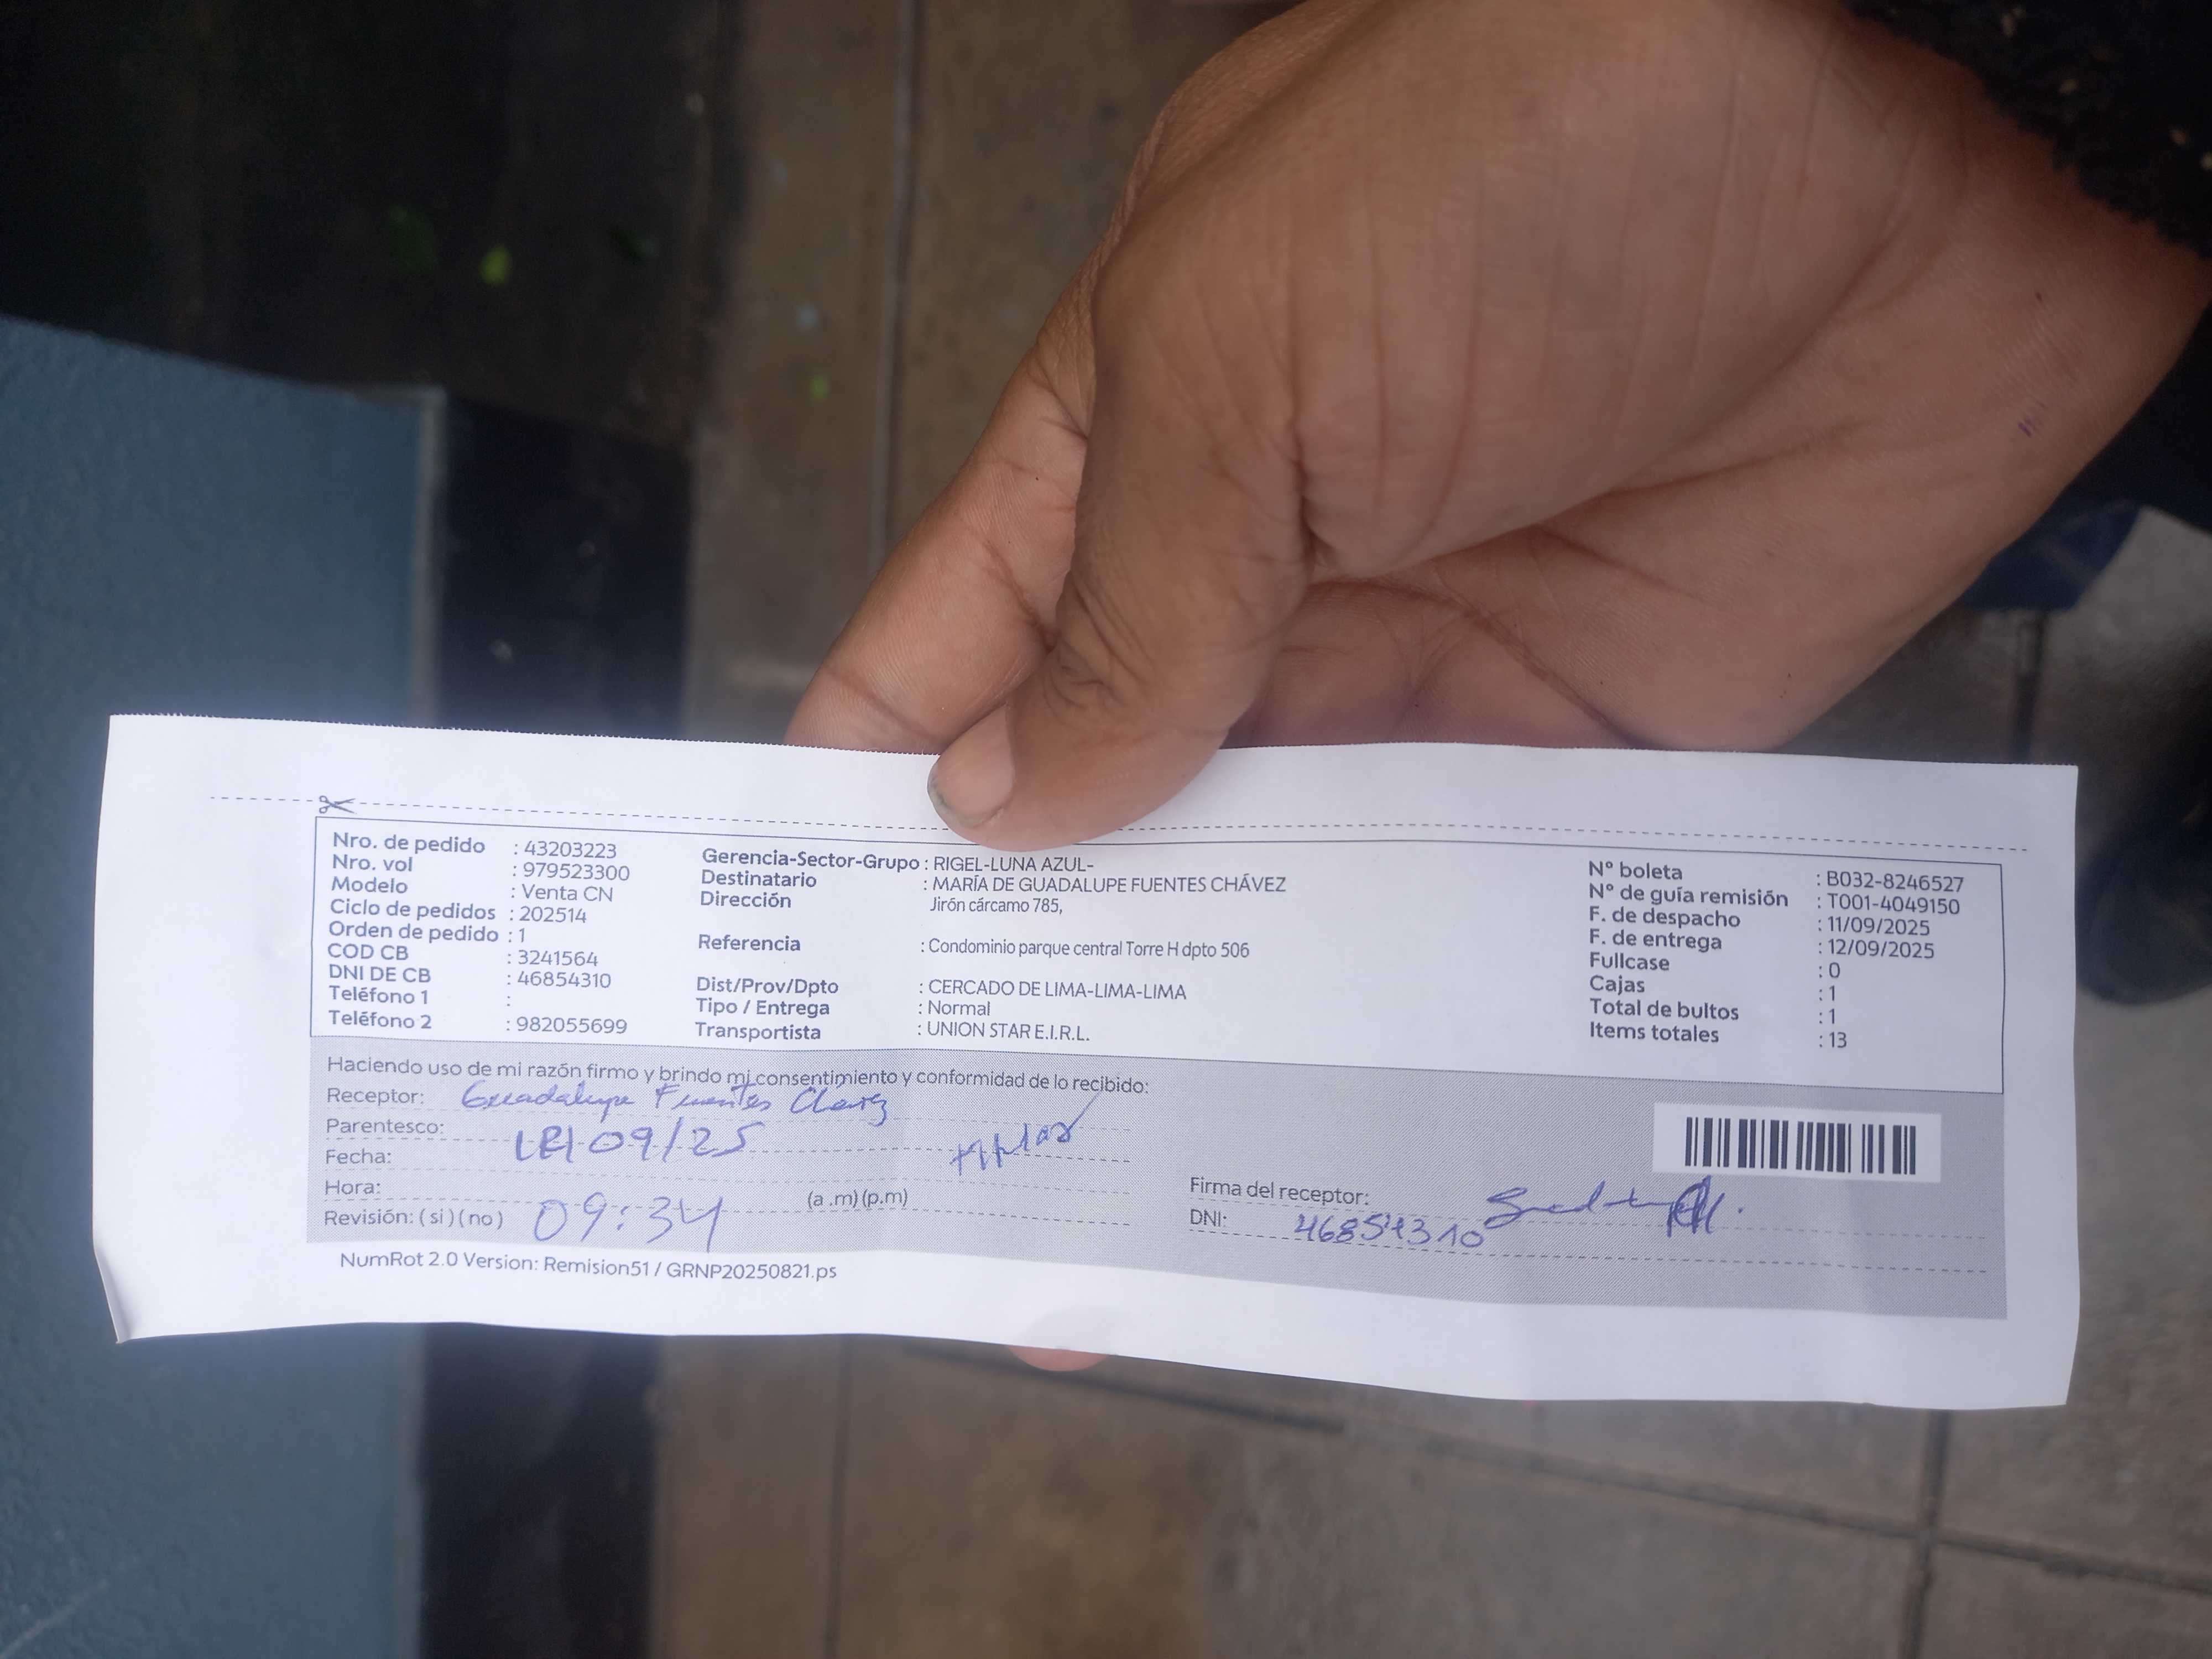 Nro. de pedido : 43203223
Nro. vol : 979523300
Modelo : Venta CN
Ciclo de pedidos : 202514
Orden de pedido : 1
COD CB : 3241564
DNI DE CB : 46854310
Teléfono 1 :
Teléfono 2 : 982055699
Gerencia-Sector-Grupo : RIGEL-LUNA AZUL-
Destinatario : MARÍA DE GUADALUPE FUENTES CHÁVEZ
Dirección Jirón cárcamo 785,
Referencia : Condominio parque central Torre H dpto 506
Dist/Prov/Dpto : CERCADO DE LIMA-LIMA-LIMA
Tipo / Entrega : Normal
Transportista : UNION STAR E.I.R.L.
Nº boleta : B032-8246527
Nº de guía remisión : T001-4049150
F. de despacho : 11/09/2025
F. de entrega : 12/09/2025
Fullcase : 0
Cajas : 1
Total de bultos : 1
Items totales : 13
Haciendo uso de mi razón firmo y brindo mi consentimiento y conformidad de lo recibido:
Receptor: Guadalupe Fuentes Chavez
Parentesco:
Fecha: 09/25
Hora: 09:34 (a .m) (p.m)
Revisión: ( si ) ( no )
Firma del receptor:
DNI: 46854310
NumRot 2.0 Version: Remision51 / GRNP20250821.ps